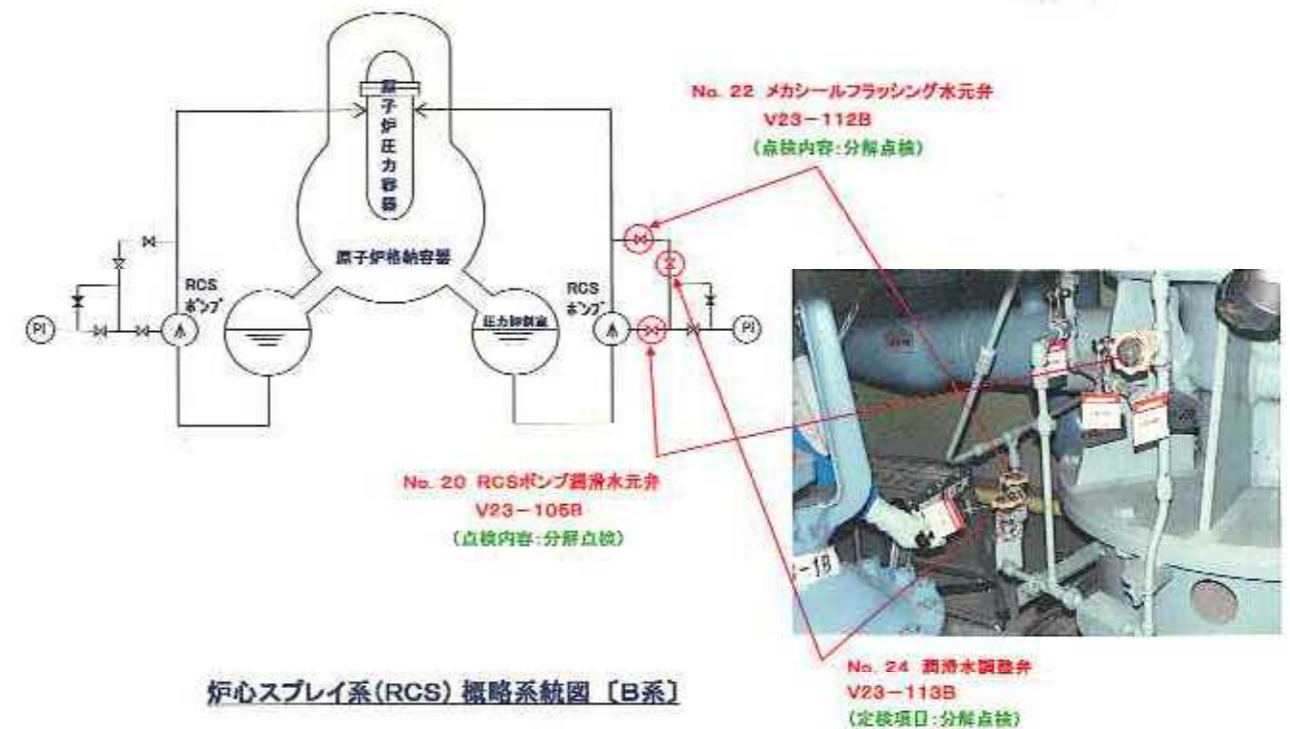 原子炉圧力容器
原子炉格納容器
RCS
ポンプ
PI
圧力抑制室
RCS
ポンプ
PI
No. 22 メカシールフラッシング水元弁
V23-112B
(点検内容:分解点検)
No. 20 RCSポンプ潤滑水元弁
V23-105B
(点検内容:分解点検)
-1B
No. 24 潤滑水調整弁
V23-113B
(定検項目:分解点検)
炉心スプレイ系(RCS) 概略系統図 〔B系〕